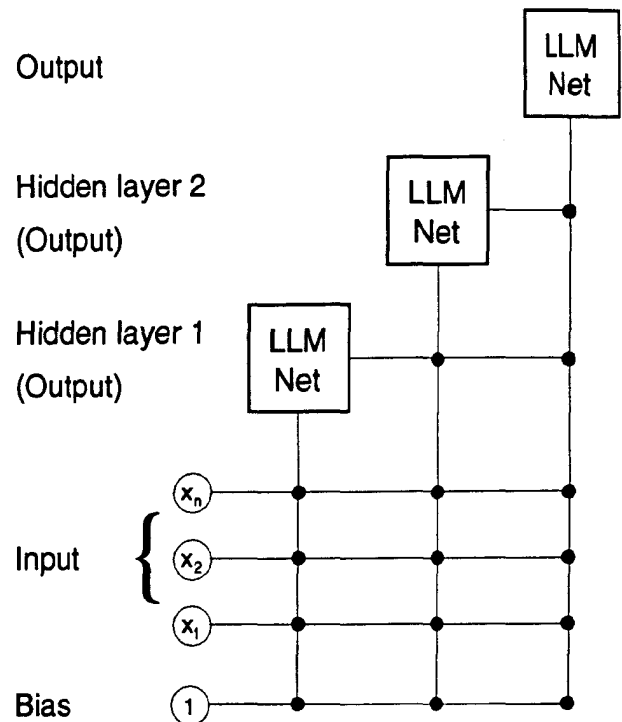 Output
LLM
Net
Hidden layer 2
(Output)
LLM
Net
Hidden layer 1
(Output)
LLM
Net
Input
{
xₙ
x₂
x₁
Bias
1